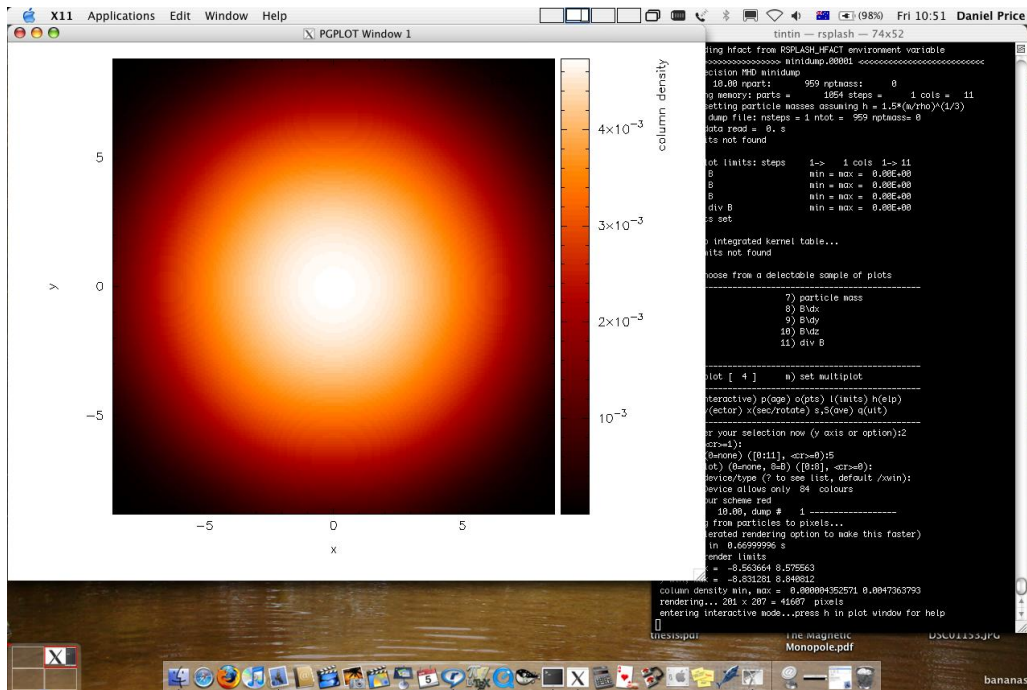 X11 Applications Edit Window Help
(98%) Fri 10:51 Daniel Price
PGPLOT Window 1
column density
4×10−3
3×10−3
2×10−3
10−3
y
5
0
−5
−5 0 5
x
tintin — rsplash — 74x52
ding hfact from RSPLASH_HFACT environment variable
>>>>>>>>>>>>>> minidump.00001 <<<<<<<<<<<<<<<<<<<<<<<<
ecision MHD minidump
10.00 npart: 959 nptmass: 0
ng memory: parts = 1054 steps = 1 cols = 11
setting particle masses assuming h = 1.5*(m/rho)^(1/3)
dump file: nsteps = 1 ntot = 959 nptmass= 0
data read = 0. s
its not found
lot limits: steps 1-> 1 cols 1-> 11
B min = max = 0.00E+00
B min = max = 0.00E+00
B min = max = 0.00E+00
div B min = max = 0.00E+00
ts set
o integrated kernel table...
its not found
oose from a delectable sample of plots
7) particle mass
8) B\dx
9) B\dy
10) B\dz
11) div B
lot [ 4 ] m) set multiplot
nteractive) p(age) o(pts) l(imits) h(elp)
(ector) x(sec/rotate) s,S(ave) q(uit)
er your selection now (y axis or option):2
<cr>=1):
(0=none) ([0:11], <cr>=0):5
lot) (0=none, 8=B) ([0:8], <cr>=0):
device/type (? to see list, default /xwin):
Device allows only 84 colours
our scheme red
10.00, dump # 1 ------------------
g from particles to pixels...
lerated rendering option to make this faster)
in 0.66999996 s
render limits
x = -8.563664 8.575563
x = -8.831281 8.840812
column density min, max = 0.000004352571 0.0047363793
rendering... 201 x 207 = 41607 pixels
entering interactive mode...press h in plot window for help
thesis.pdf
The Magnetic
Monopole.pdf
DSC01153.JPG
bananas